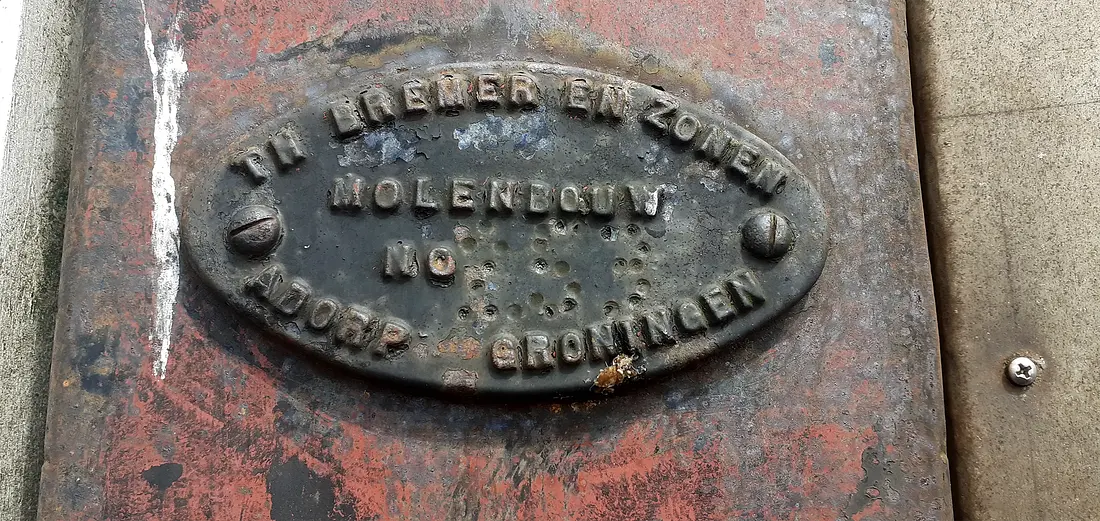 TH BREMER EN ZONEN
MOLENBOUW
NO
ADORP- GRONINGEN